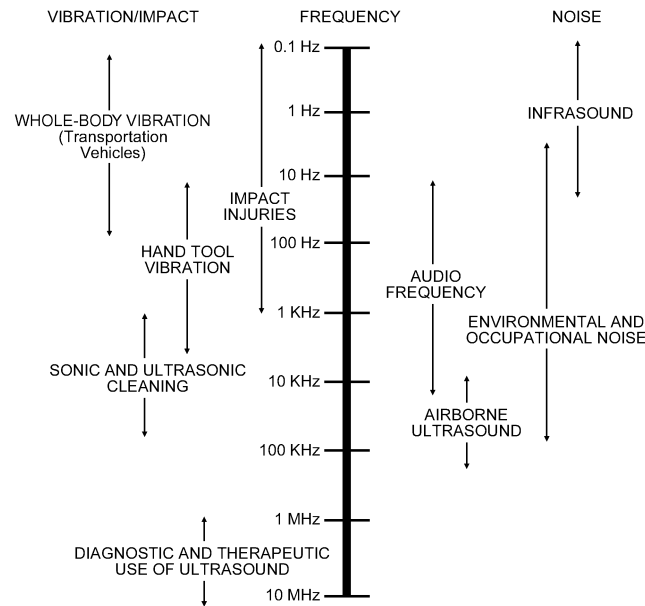 VIBRATION/IMPACT
FREQUENCY
NOISE
0.1 Hz
1 Hz
10 Hz
100 Hz
1 KHz
10 KHz
100 KHz
1 MHz
10 MHz
WHOLE-BODY VIBRATION
(Transportation
Vehicles)
IMPACT
INJURIES
HAND TOOL
VIBRATION
SONIC AND ULTRASONIC
CLEANING
DIAGNOSTIC AND THERAPEUTIC
USE OF ULTRASOUND
INFRASOUND
AUDIO
FREQUENCY
ENVIRONMENTAL AND
OCCUPATIONAL NOISE
AIRBORNE
ULTRASOUND